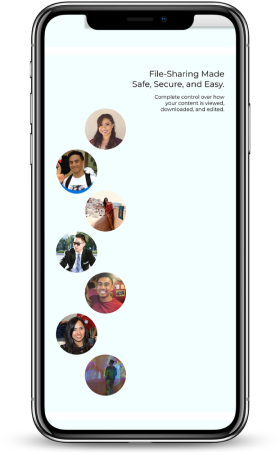 File-Sharing Made
Safe, Secure, and Easy.
Complete control over how
your content is viewed,
downloaded, and edited.